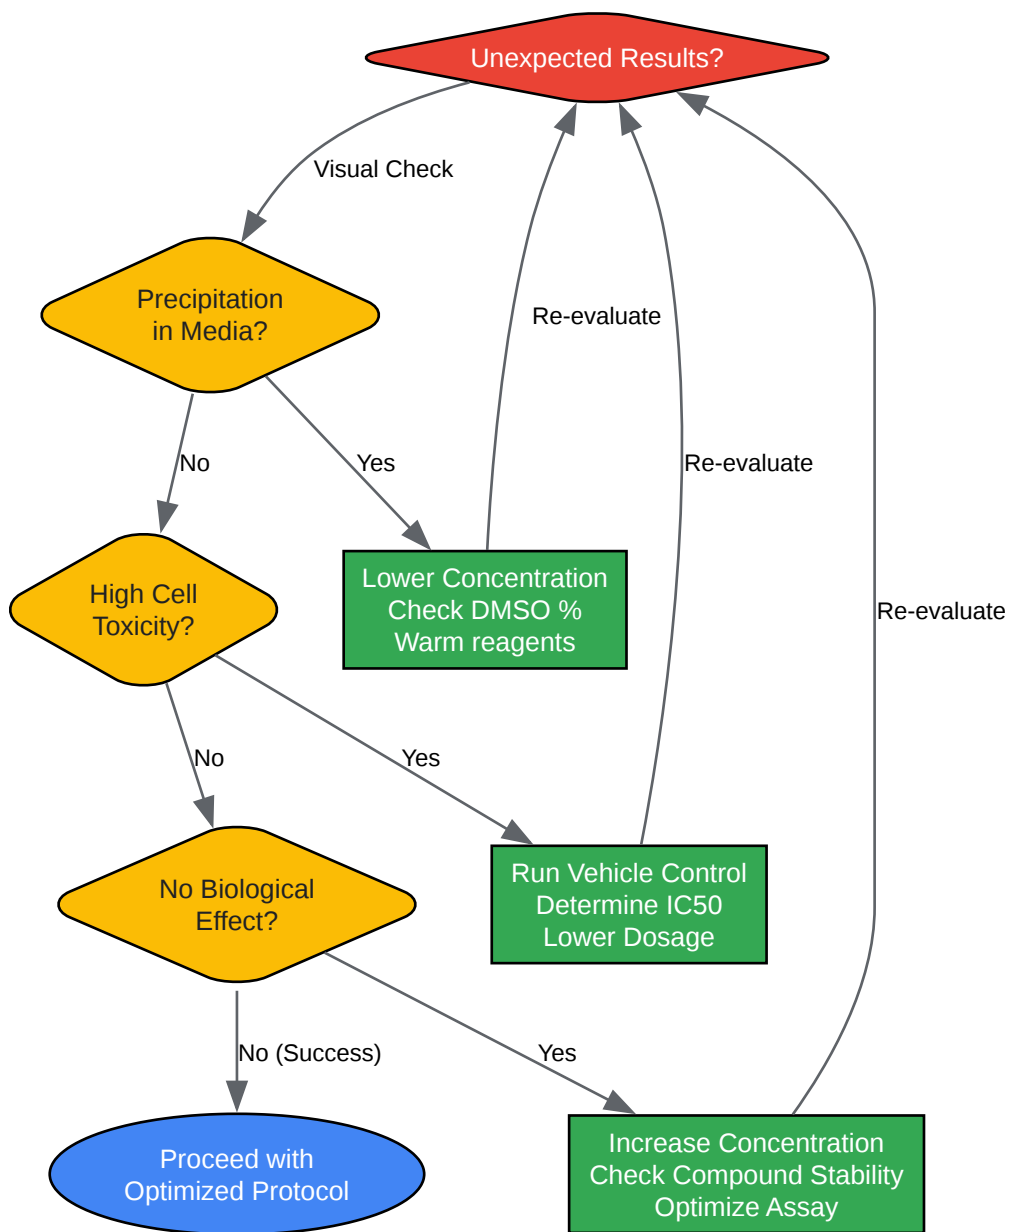 Unexpected Results?
Visual Check
Precipitation
in Media?
Re-evaluate
No
Yes
Re-evaluate
High Cell
Toxicity?
Lower Concentration
Check DMSO %
Warm reagents
Re-evaluate
No
Yes
No Biological
Effect?
Run Vehicle Control
Determine IC50
Lower Dosage
No (Success)
Yes
Proceed with
Optimized Protocol
Increase Concentration
Check Compound Stability
Optimize Assay